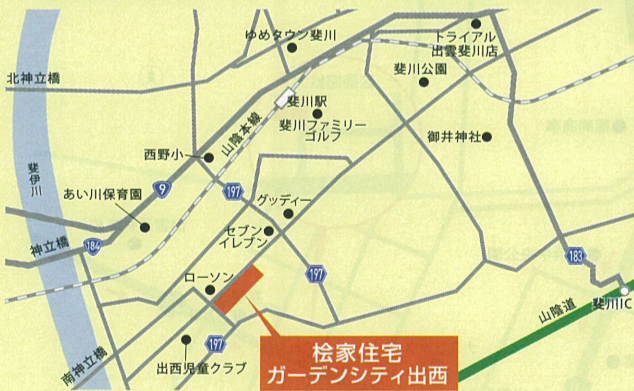 ゆめタウン斐川
トライアル
出雲斐川店
斐川公園
北神立橋
斐川駅
斐川ファミリー
ゴルフ
御井神社
山陰本線
西野小
斐伊川
9
197
あい川保育園
グッディー
神立橋
184
セブン
イレブン
183
197
ローソン
斐川IC
山陰道
197
南神立橋
出西児童クラブ
桧家住宅
ガーデンシティ出西